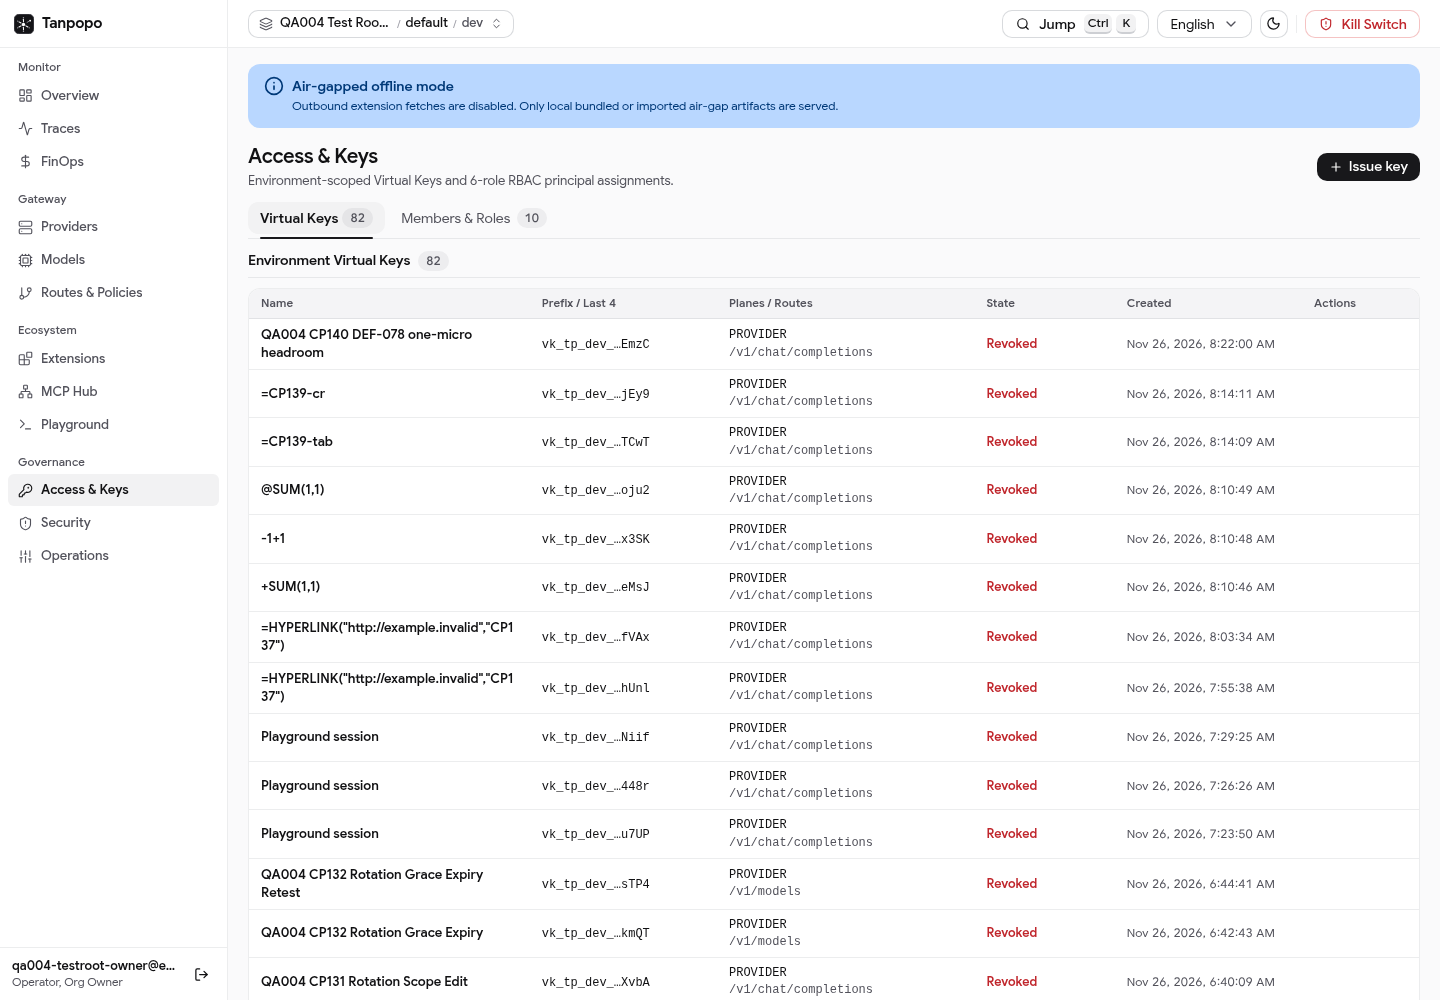 Tanpopo
QA004 Test Roo... / default / dev
Jump Ctrl K
English
Kill Switch
Monitor
Overview
Traces
FinOps
Gateway
Providers
Models
Routes & Policies
Ecosystem
Extensions
MCP Hub
Playground
Governance
Access & Keys
Security
Operations
qa004-testroot-owner@e...
Operator, Org Owner
Air-gapped offline mode
Outbound extension fetches are disabled. Only local bundled or imported air-gap artifacts are served.
Access & Keys
Environment-scoped Virtual Keys and 6-role RBAC principal assignments.
+ Issue key
Virtual Keys 82
Members & Roles 10
Environment Virtual Keys 82
Name Prefix / Last 4 Planes / Routes State Created Actions
QA004 CP140 DEF-078 one-micro
headroom
vk_tp_dev_…EmzC
PROVIDER
/v1/chat/completions
Revoked
Nov 26, 2026, 8:22:00 AM
=CP139-cr
vk_tp_dev_…jEy9
PROVIDER
/v1/chat/completions
Revoked
Nov 26, 2026, 8:14:11 AM
=CP139-tab
vk_tp_dev_…TCwT
PROVIDER
/v1/chat/completions
Revoked
Nov 26, 2026, 8:14:09 AM
@SUM(1,1)
vk_tp_dev_…oju2
PROVIDER
/v1/chat/completions
Revoked
Nov 26, 2026, 8:10:49 AM
-1+1
vk_tp_dev_…x3SK
PROVIDER
/v1/chat/completions
Revoked
Nov 26, 2026, 8:10:48 AM
+SUM(1,1)
vk_tp_dev_…eMsJ
PROVIDER
/v1/chat/completions
Revoked
Nov 26, 2026, 8:10:46 AM
=HYPERLINK("http://example.invalid","CP1
37")
vk_tp_dev_…fVAx
PROVIDER
/v1/chat/completions
Revoked
Nov 26, 2026, 8:03:34 AM
=HYPERLINK("http://example.invalid","CP1
37")
vk_tp_dev_…hUnl
PROVIDER
/v1/chat/completions
Revoked
Nov 26, 2026, 7:55:38 AM
Playground session
vk_tp_dev_…Niif
PROVIDER
/v1/chat/completions
Revoked
Nov 26, 2026, 7:29:25 AM
Playground session
vk_tp_dev_…448r
PROVIDER
/v1/chat/completions
Revoked
Nov 26, 2026, 7:26:26 AM
Playground session
vk_tp_dev_…u7UP
PROVIDER
/v1/chat/completions
Revoked
Nov 26, 2026, 7:23:50 AM
QA004 CP132 Rotation Grace Expiry
Retest
vk_tp_dev_…sTP4
PROVIDER
/v1/models
Revoked
Nov 26, 2026, 6:44:41 AM
QA004 CP132 Rotation Grace Expiry
vk_tp_dev_…kmQT
PROVIDER
/v1/models
Revoked
Nov 26, 2026, 6:42:43 AM
QA004 CP131 Rotation Scope Edit
vk_tp_dev_…XvbA
PROVIDER
/v1/chat/completions
Revoked
Nov 26, 2026, 6:40:09 AM